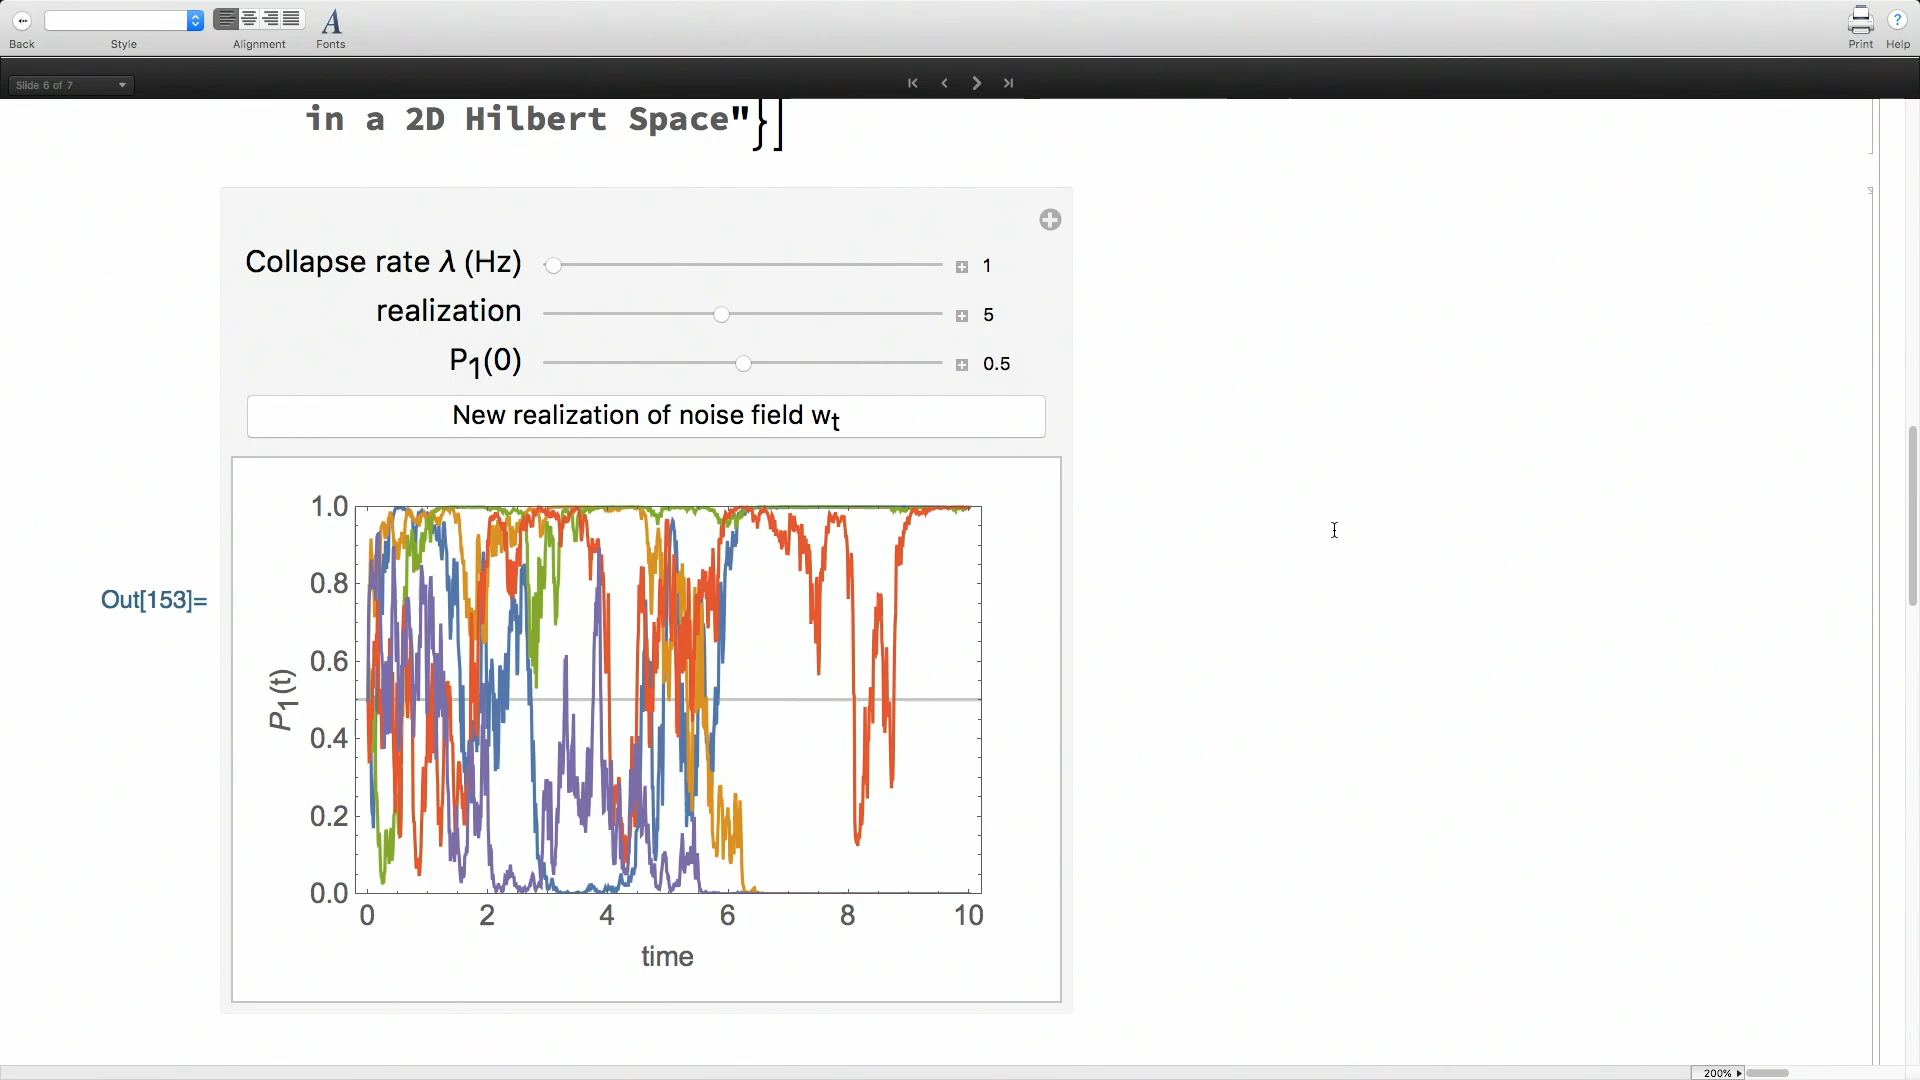 Back
Style
Alignment
Fonts
Print
Help
Slide 6 of 7
in a 2D Hilbert Space"}]
Collapse rate λ (Hz) 1
realization 5
P1(0) 0.5
New realization of noise field wt
Out[153]=
P1(t)
1.0
0.8
0.6
0.4
0.2
0.0
0 2 4 6 8 10
time
200%